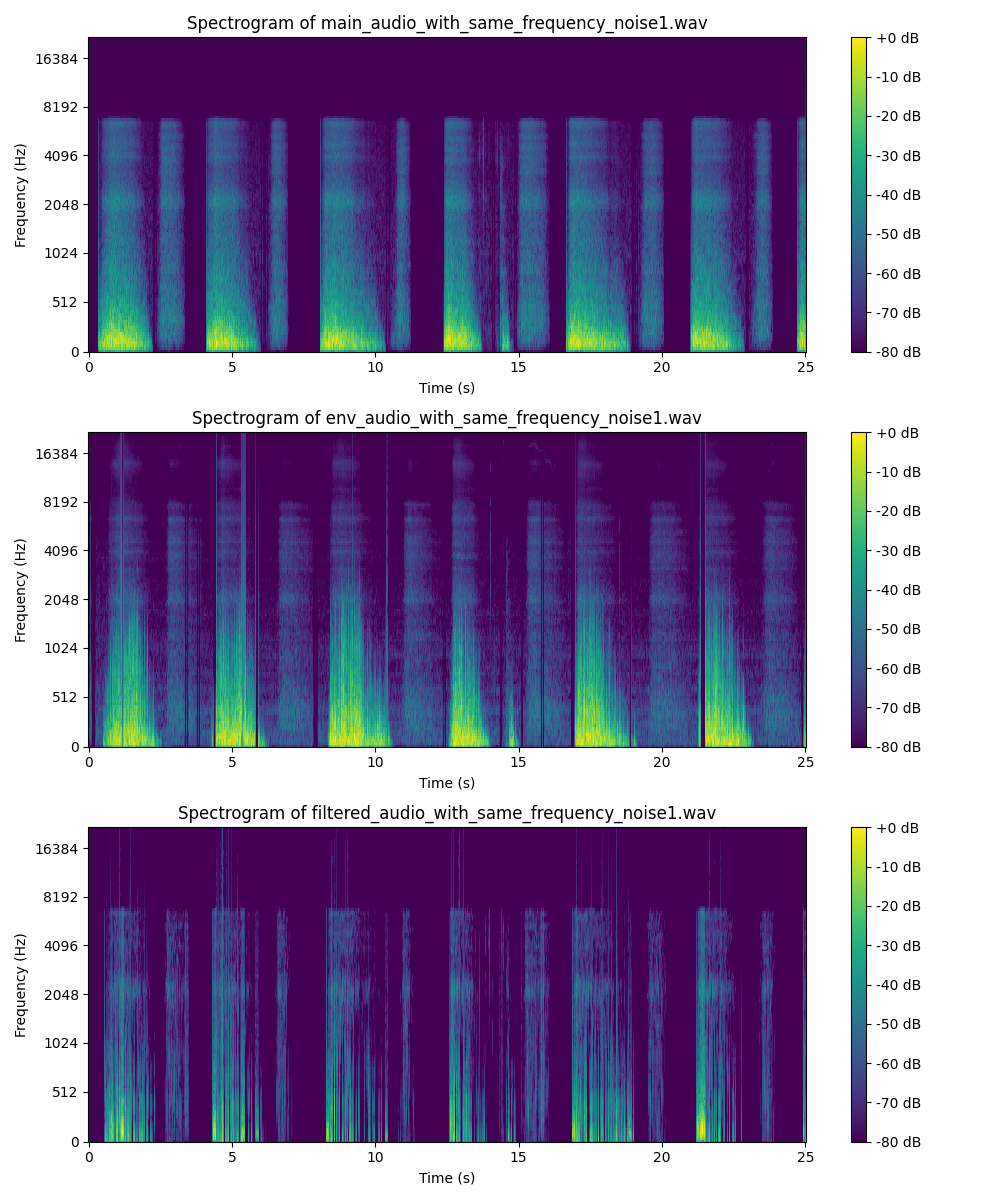 Spectrogram of main_audio_with_same_frequency_noise1.wav
Frequency (Hz)
16384
8192
4096
2048
1024
512
0
0 5 10 15 20 25
Time (s)
+0 dB
-10 dB
-20 dB
-30 dB
-40 dB
-50 dB
-60 dB
-70 dB
-80 dB
Spectrogram of env_audio_with_same_frequency_noise1.wav
Frequency (Hz)
16384
8192
4096
2048
1024
512
0
0 5 10 15 20 25
Time (s)
+0 dB
-10 dB
-20 dB
-30 dB
-40 dB
-50 dB
-60 dB
-70 dB
-80 dB
Spectrogram of filtered_audio_with_same_frequency_noise1.wav
Frequency (Hz)
16384
8192
4096
2048
1024
512
0
0 5 10 15 20 25
Time (s)
+0 dB
-10 dB
-20 dB
-30 dB
-40 dB
-50 dB
-60 dB
-70 dB
-80 dB